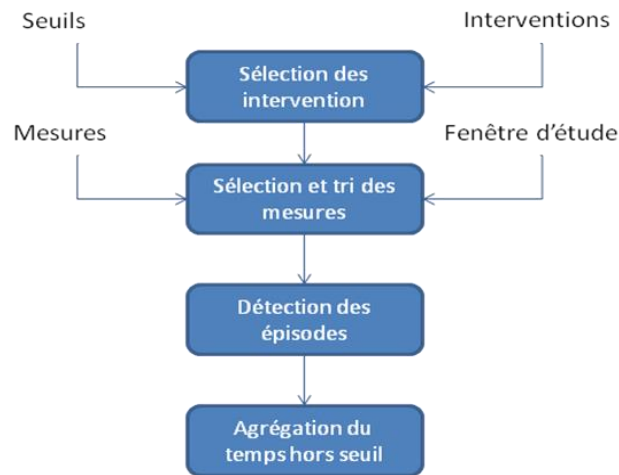 Seuils
Interventions
Sélection des
intervention
Mesures
Fenêtre d'étude
Sélection et tri des
mesures
Détection des
épisodes
Agrégation du
temps hors seuil